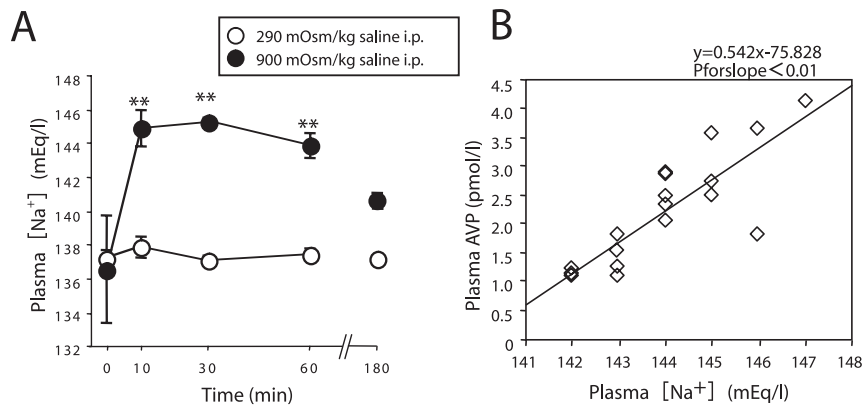 A
290 mOsm/kg saline i.p.
900 mOsm/kg saline i.p.
148
146
144
142
140
138
136
134
132
** ** **
Plasma [Na+] (mEq/l)
0 10 30 60 180
Time (min)
B
y=0.542x-75.828
Pforslope<0.01
4.5
4.0
3.5
3.0
2.5
2.0
1.5
1.0
0.5
0
Plasma AVP (pmol/l)
141 142 143 144 145 146 147 148
Plasma [Na+] (mEq/l)